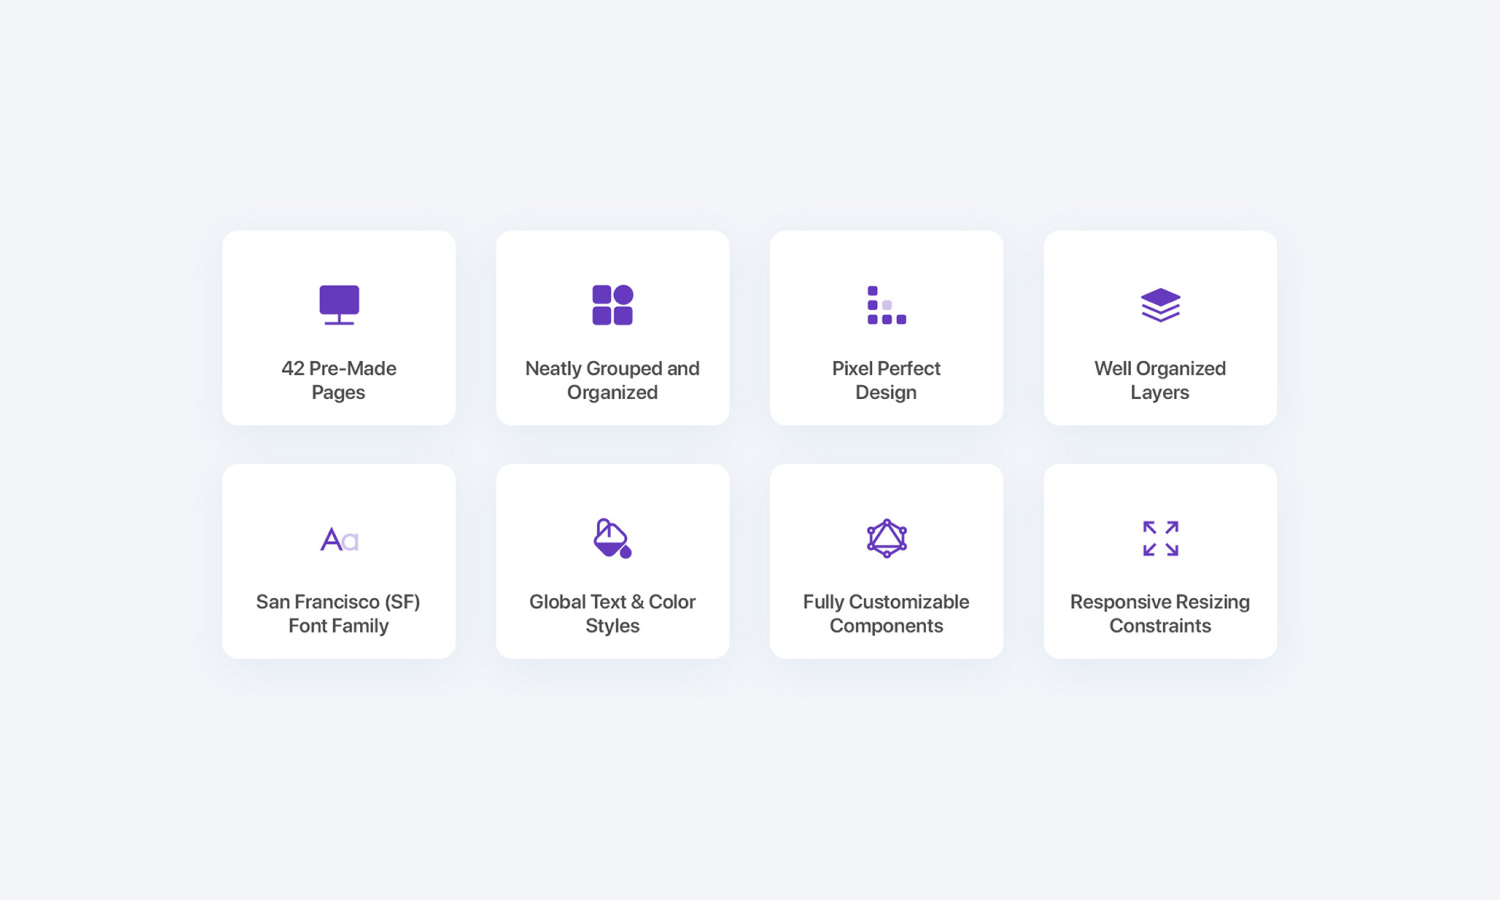 42 Pre-Made
Pages
Neatly Grouped and
Organized
Pixel Perfect
Design
Well Organized
Layers
Aa
San Francisco (SF)
Font Family
Global Text & Color
Styles
Fully Customizable
Components
Responsive Resizing
Constraints